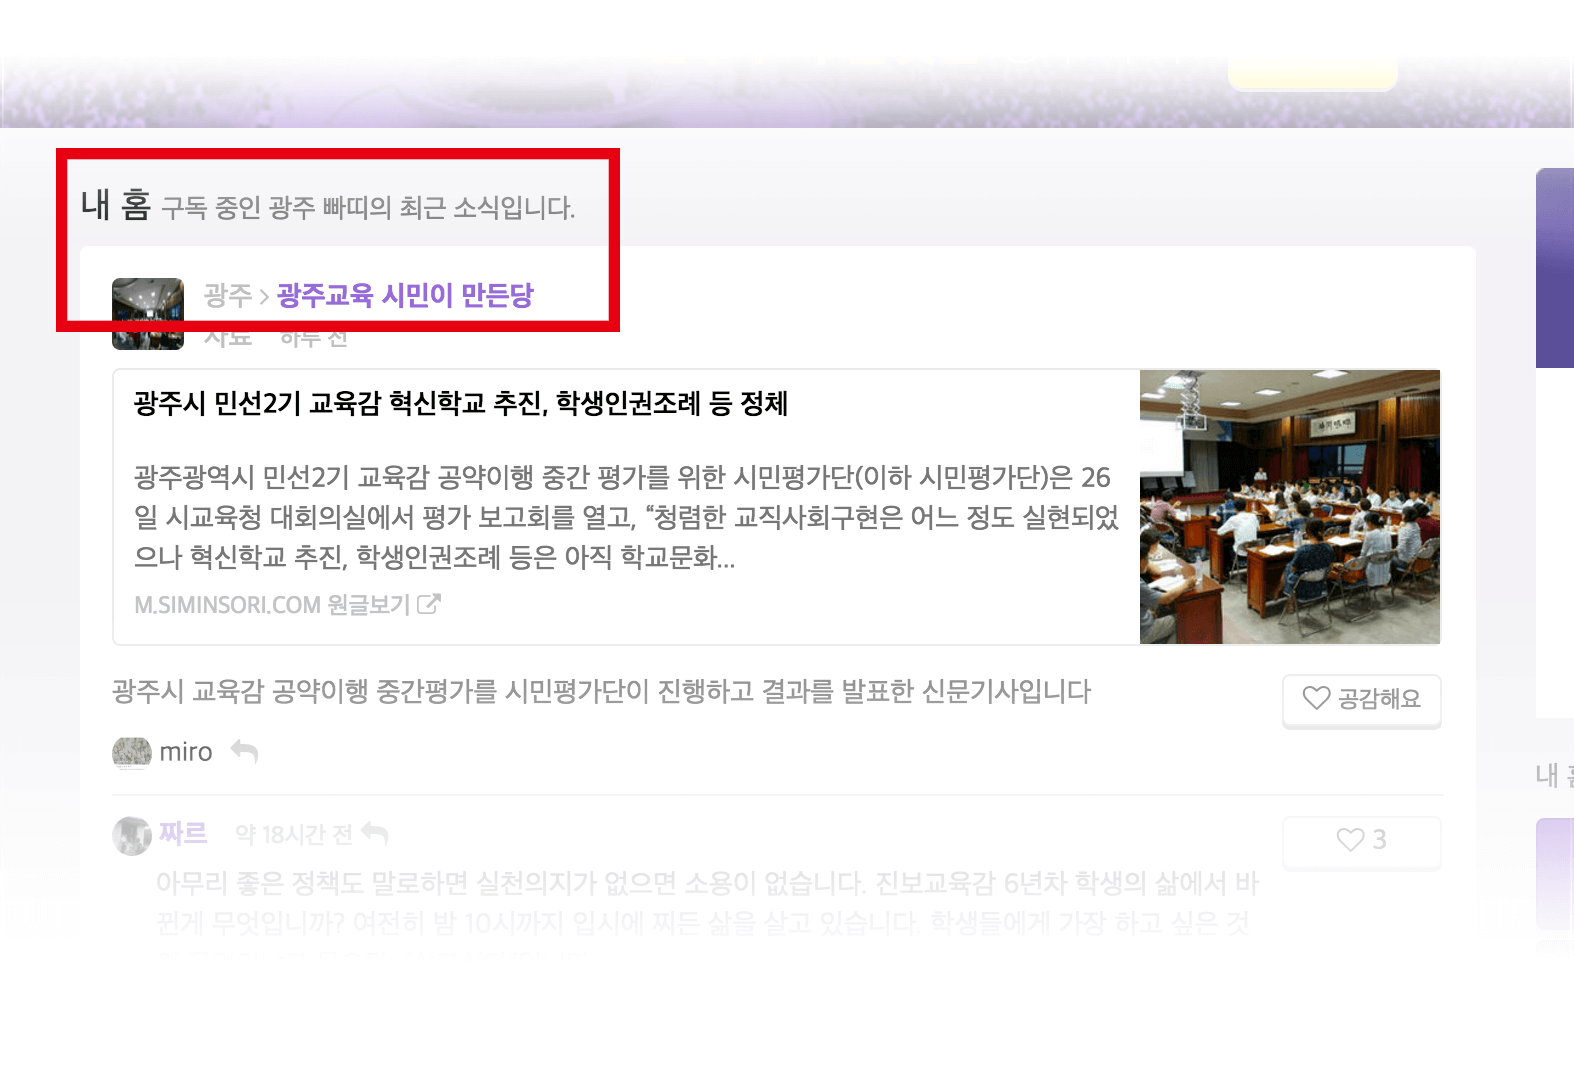 내 홈 구독 중인 광주 빠띠의 최근 소식입니다.
광주 > 광주교육 시민이 만든당
자료 하루 전
광주시 민선2기 교육감 혁신학교 추진, 학생인권조례 등 정체
광주광역시 민선2기 교육감 공약이행 중간 평가를 위한 시민평가단(이하 시민평가단)은 26
일 시교육청 대회의실에서 평가 보고회를 열고, “청렴한 교직사회구현은 어느 정도 실현되었
으나 혁신학교 추진, 학생인권조례 등은 아직 학교문화...
M.SIMINSORI.COM 원글보기
광주시 교육감 공약이행 중간평가를 시민평가단이 진행하고 결과를 발표한 신문기사입니다
공감해요
miro
내
짜르 약 18시간 전
3
아무리 좋은 정책도 말로하면 실천의지가 없으면 소용이 없습니다. 진보교육감 6년차 학생의 삶에서 바
뀐게 무엇입니까? 여전히 밤 10시까지 입시에 찌든 삶을 살고 있습니다. 학생들에게 가장 하고 싶은 것